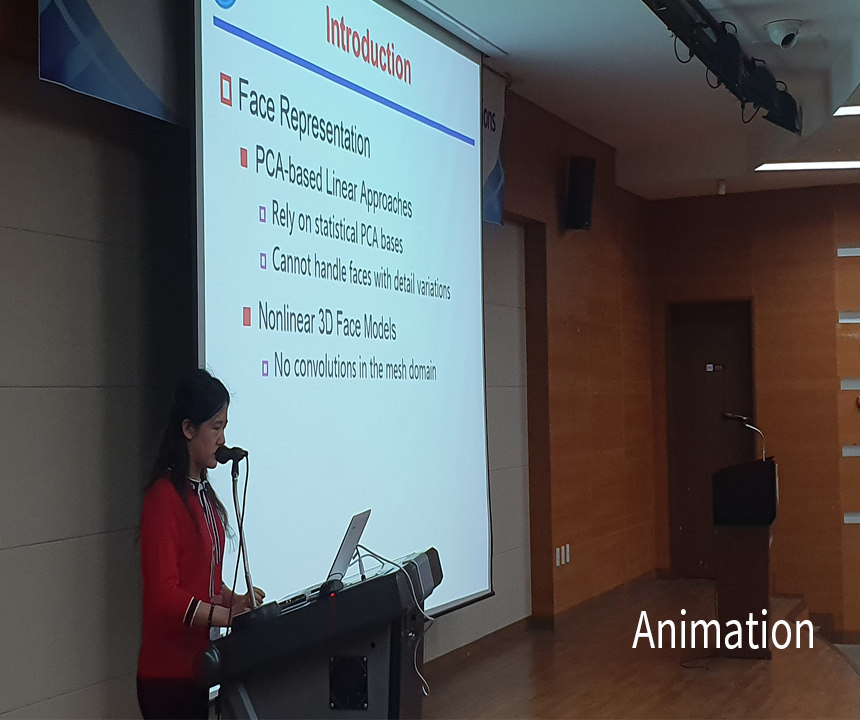 Introduction
Face Representation
PCA-based Linear Approaches
Rely on statistical PCA bases
Cannot handle faces with detail variations
Nonlinear 3D Face Models
No convolutions in the mesh domain
ons
Animation